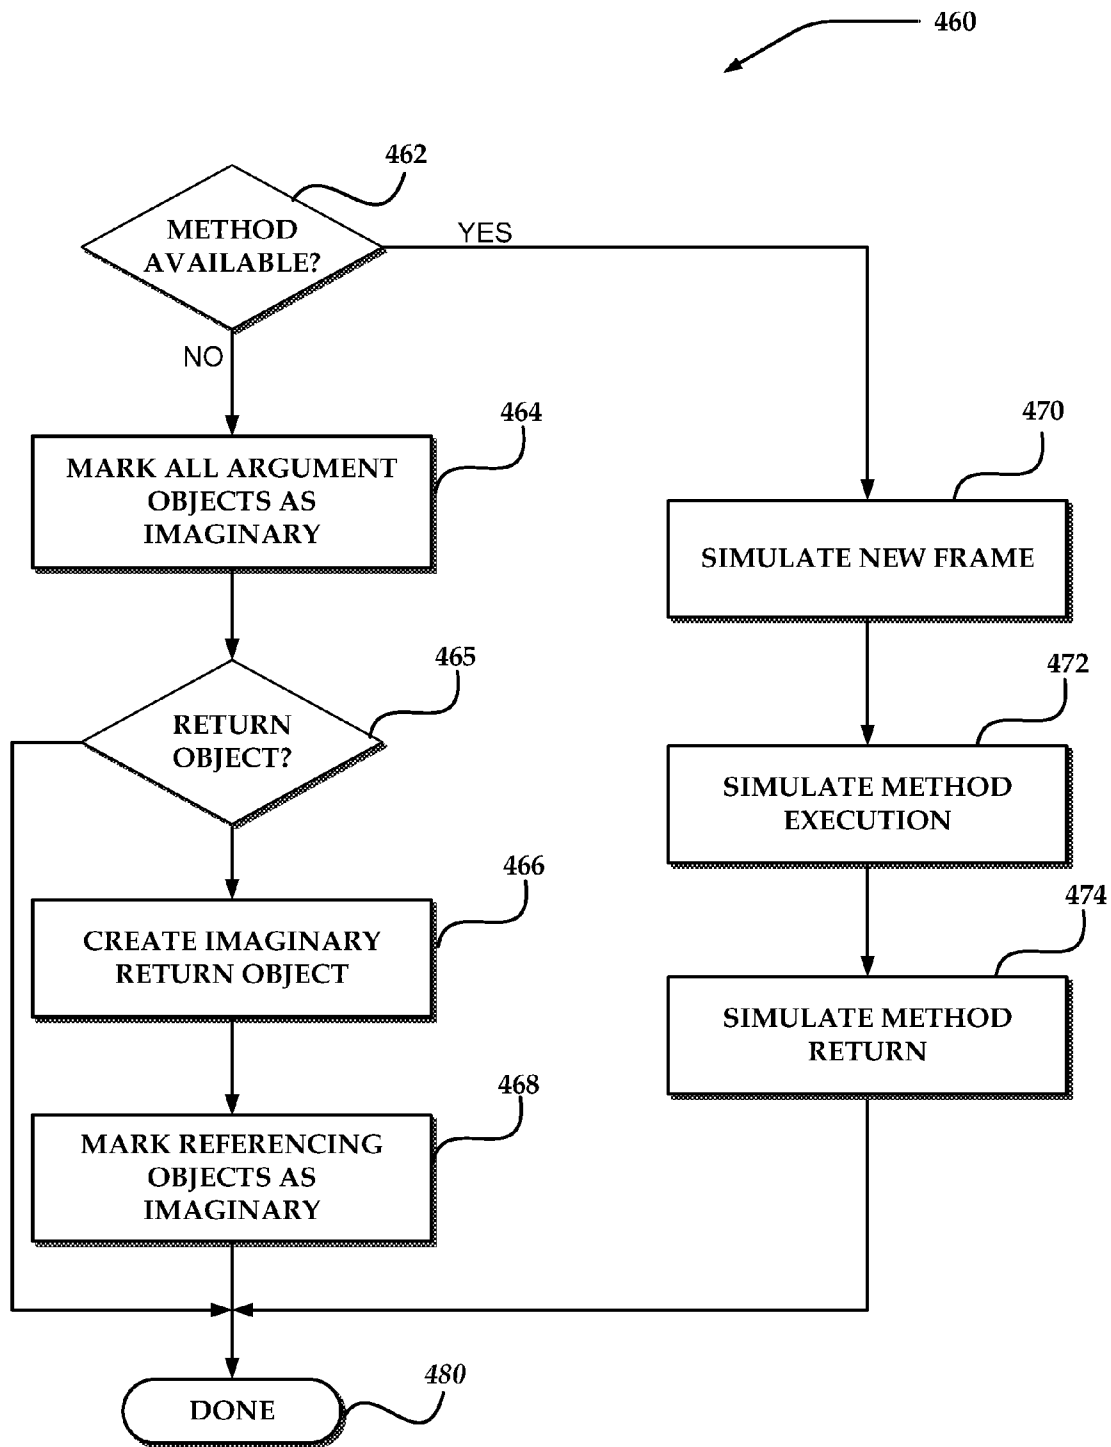 460
462
METHOD
AVAILABLE?
YES
NO
464
MARK ALL ARGUMENT
OBJECTS AS
IMAGINARY
470
SIMULATE NEW FRAME
465
RETURN
OBJECT?
472
SIMULATE METHOD
EXECUTION
466
CREATE IMAGINARY
RETURN OBJECT
474
SIMULATE METHOD
RETURN
468
MARK REFERENCING
OBJECTS AS
IMAGINARY
480
DONE